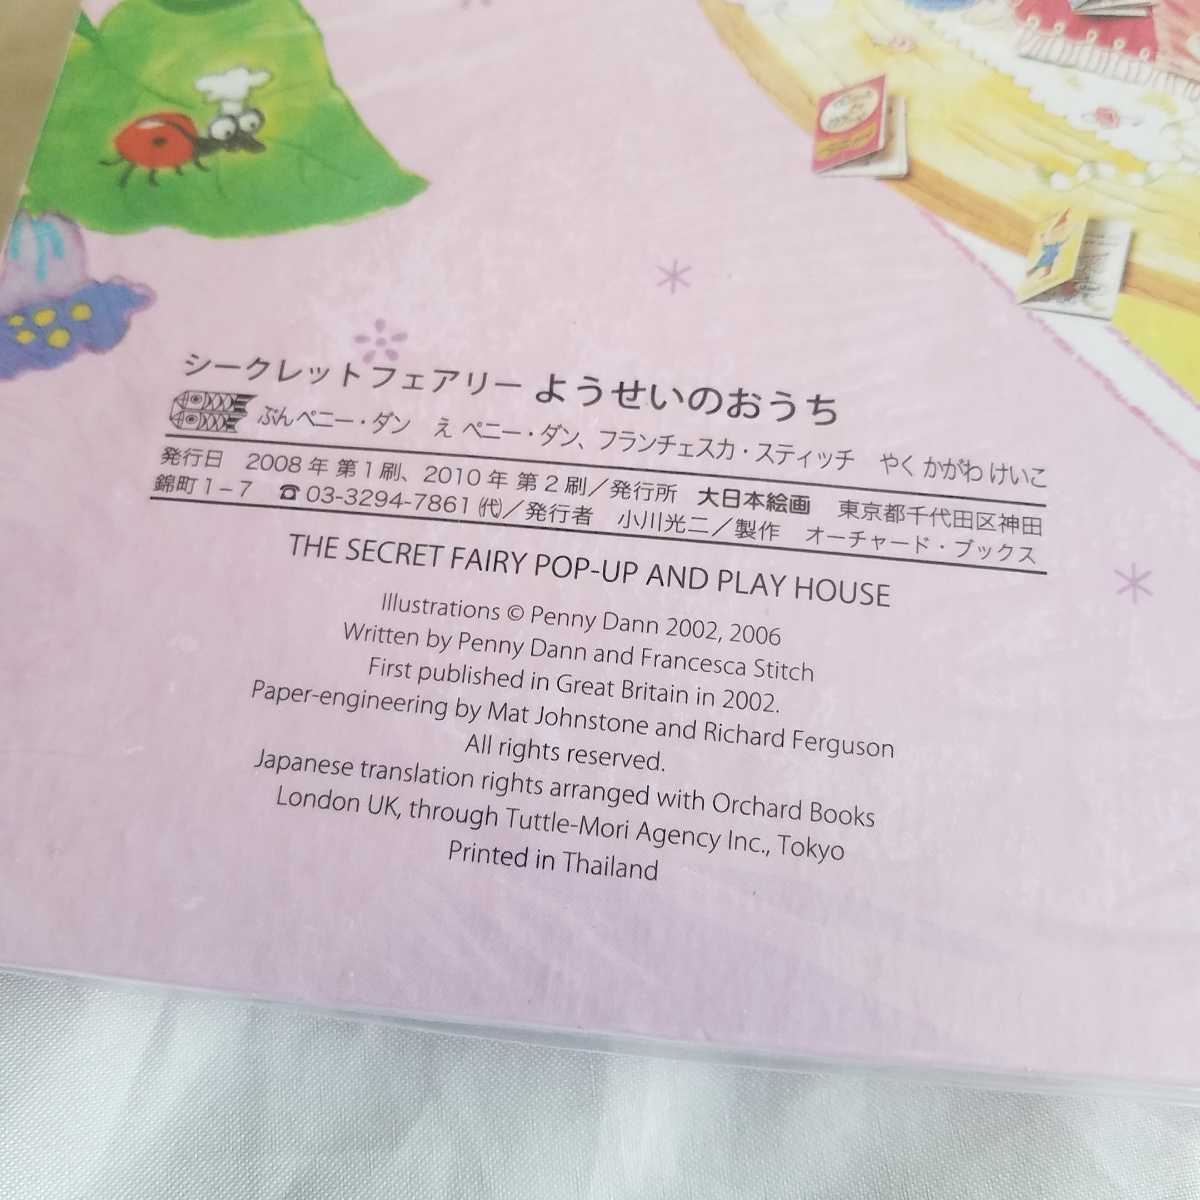 シークレットフェアリー ようせいのおうち
ぶん ペニー・ダン　え ペニー・ダン、フランチェスカ・スティッチ　やく かがわ けいこ
発行日　2008年 第1刷、2010年 第2刷／発行所　大日本絵画　東京都千代田区神田
錦町1−7　☎03-3294-7861㈹／発行者　小川光二／製作　オーチャード・ブックス
THE SECRET FAIRY POP-UP AND PLAY HOUSE
Illustrations © Penny Dann 2002, 2006
Written by Penny Dann and Francesca Stitch
First published in Great Britain in 2002.
Paper-engineering by Mat Johnstone and Richard Ferguson
All rights reserved.
Japanese translation rights arranged with Orchard Books
London UK, through Tuttle-Mori Agency Inc., Tokyo
Printed in Thailand